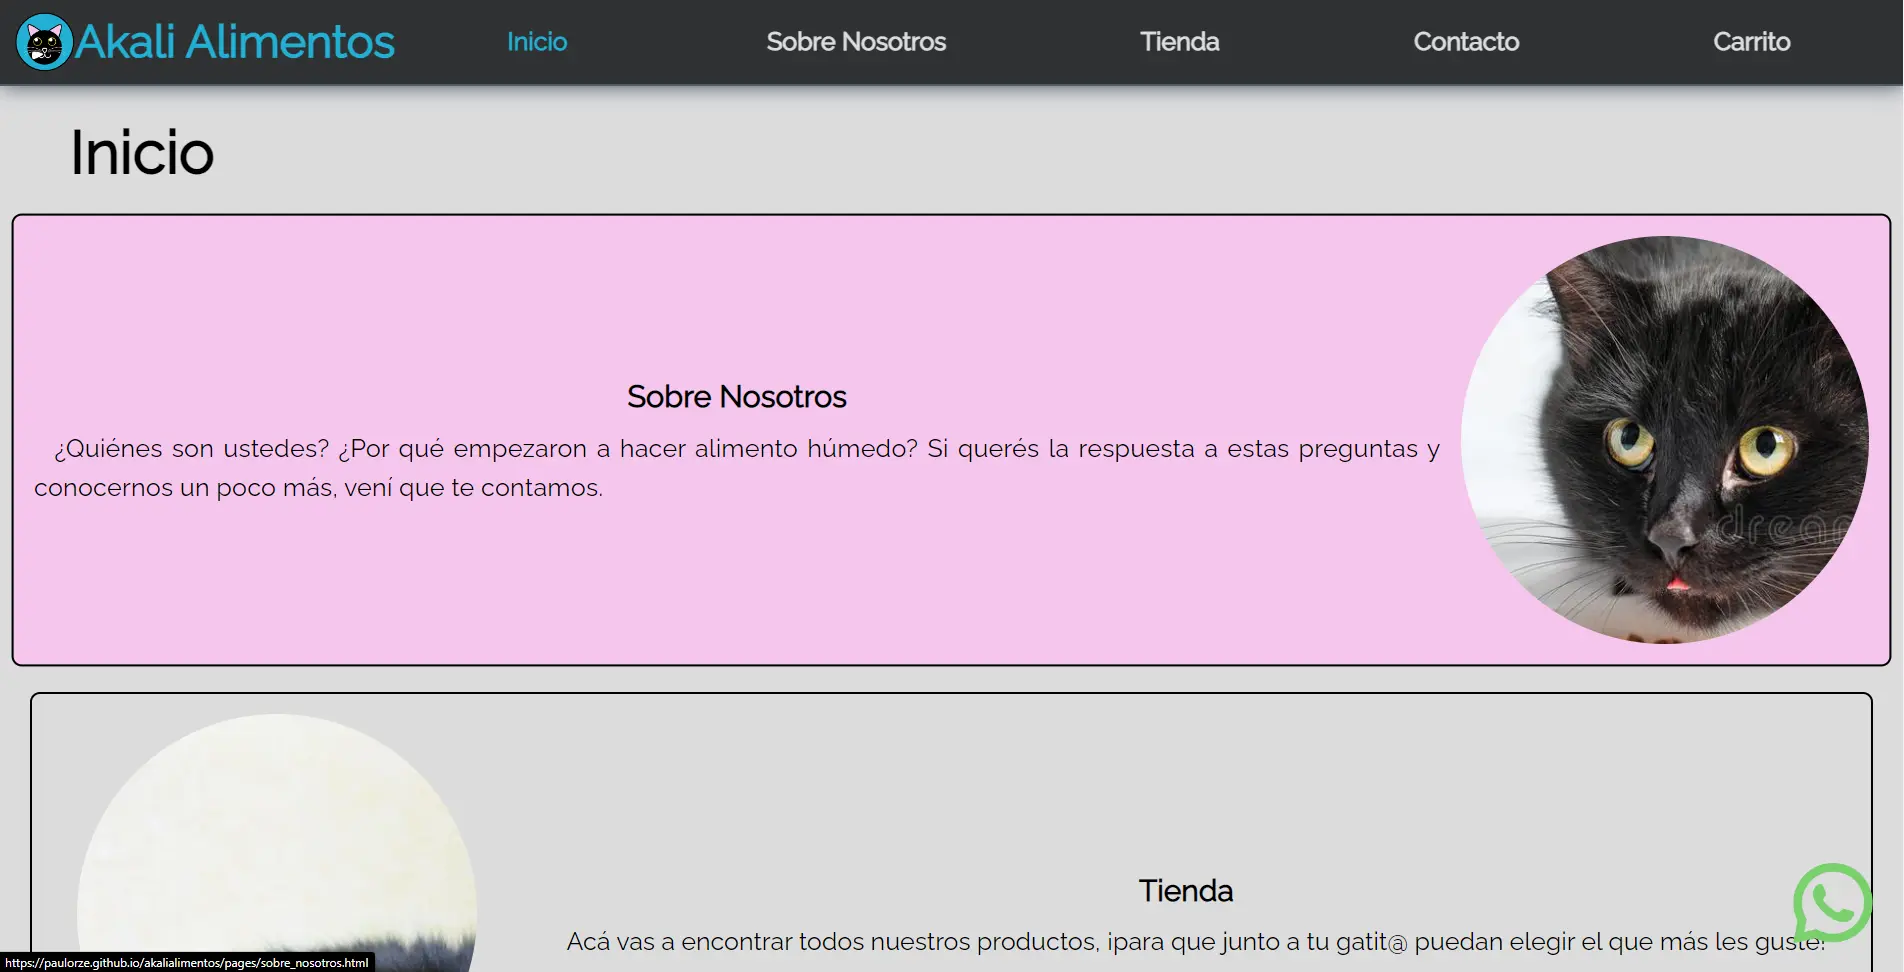 Akali Alimentos
Inicio
Sobre Nosotros
Tienda
Contacto
Carrito
Inicio
Sobre Nosotros
¿Quiénes son ustedes? ¿Por qué empezaron a hacer alimento húmedo? Si querés la respuesta a estas preguntas y
conocernos un poco más, vení que te contamos.
dream
Tienda
Acá vas a encontrar todos nuestros productos, ¡para que junto a tu gatit@ puedan elegir el que más les guste!
https://paulorze.github.io/akalialimentos/pages/sobre_nosotros.html